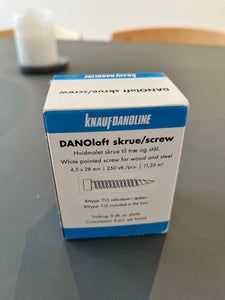 DANOloft skrue/screw
KNAUF DANOLINE
DANOloft skrue/screw
Hvidmalet skrue til træ og stål.
White painted screw for wood and steel
4,5 x 28 mm | 250 stk./pcs. | 11,25 m²
Bittype: T15 inkluderet i æsken.
Bittype: T15 included in the box.
Forbrug: 8 stk. pr. plade
Consumption: 8 pcs. per board